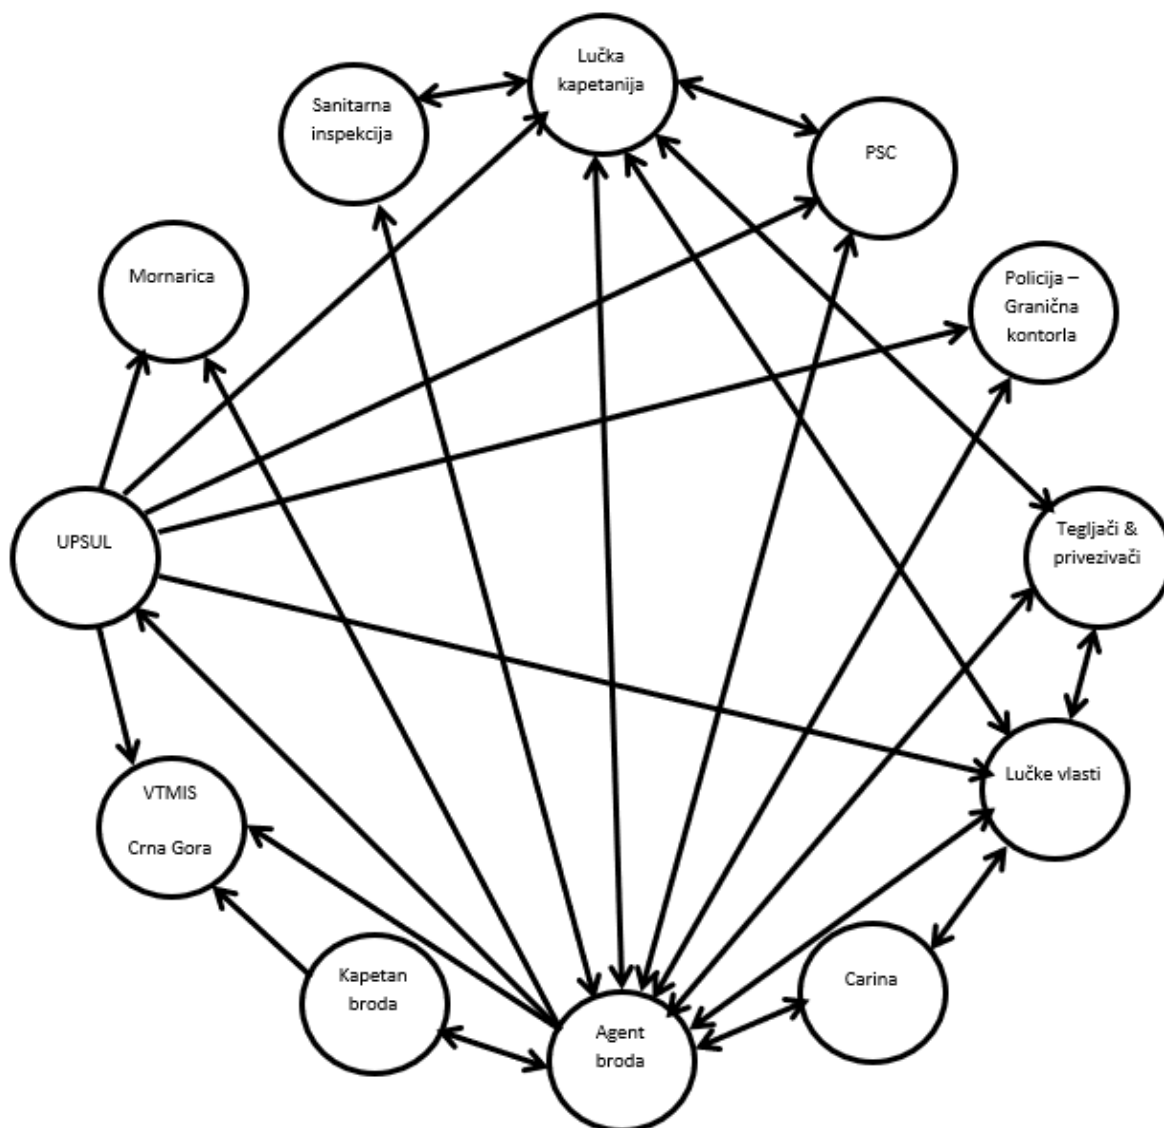 Lučka
kapetanija
Sanitarna
inspekcija
PSC
Mornarica
Policija –
Granična
kontorla
UPSUL
Tegljači &
privezivači
VTMIS
Crna Gora
Lučke vlasti
Kapetan
broda
Agent
broda
Carina